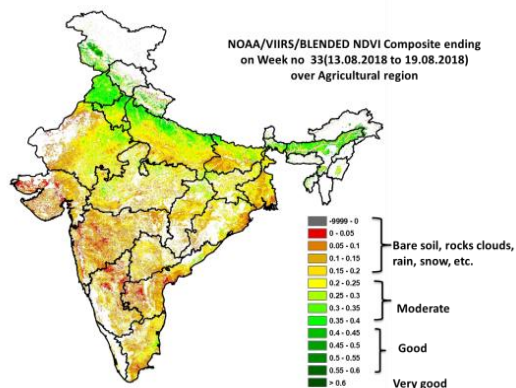 NOAA/VIIRS/BLENDED NDVI Composite ending
on Week no 33(13.08.2018 to 19.08.2018)
over Agricultural region
-9999 - 0
0 - 0.05
0.05 - 0.1
0.1 - 0.15
0.15 - 0.2
0.2 - 0.25
0.25 - 0.3
0.3 - 0.35
0.35 - 0.4
0.4 - 0.45
0.45 - 0.5
0.5 - 0.55
0.55 - 0.6
> 0.6
Bare soil, rocks clouds,
rain, snow, etc.
Moderate
Good
Very good